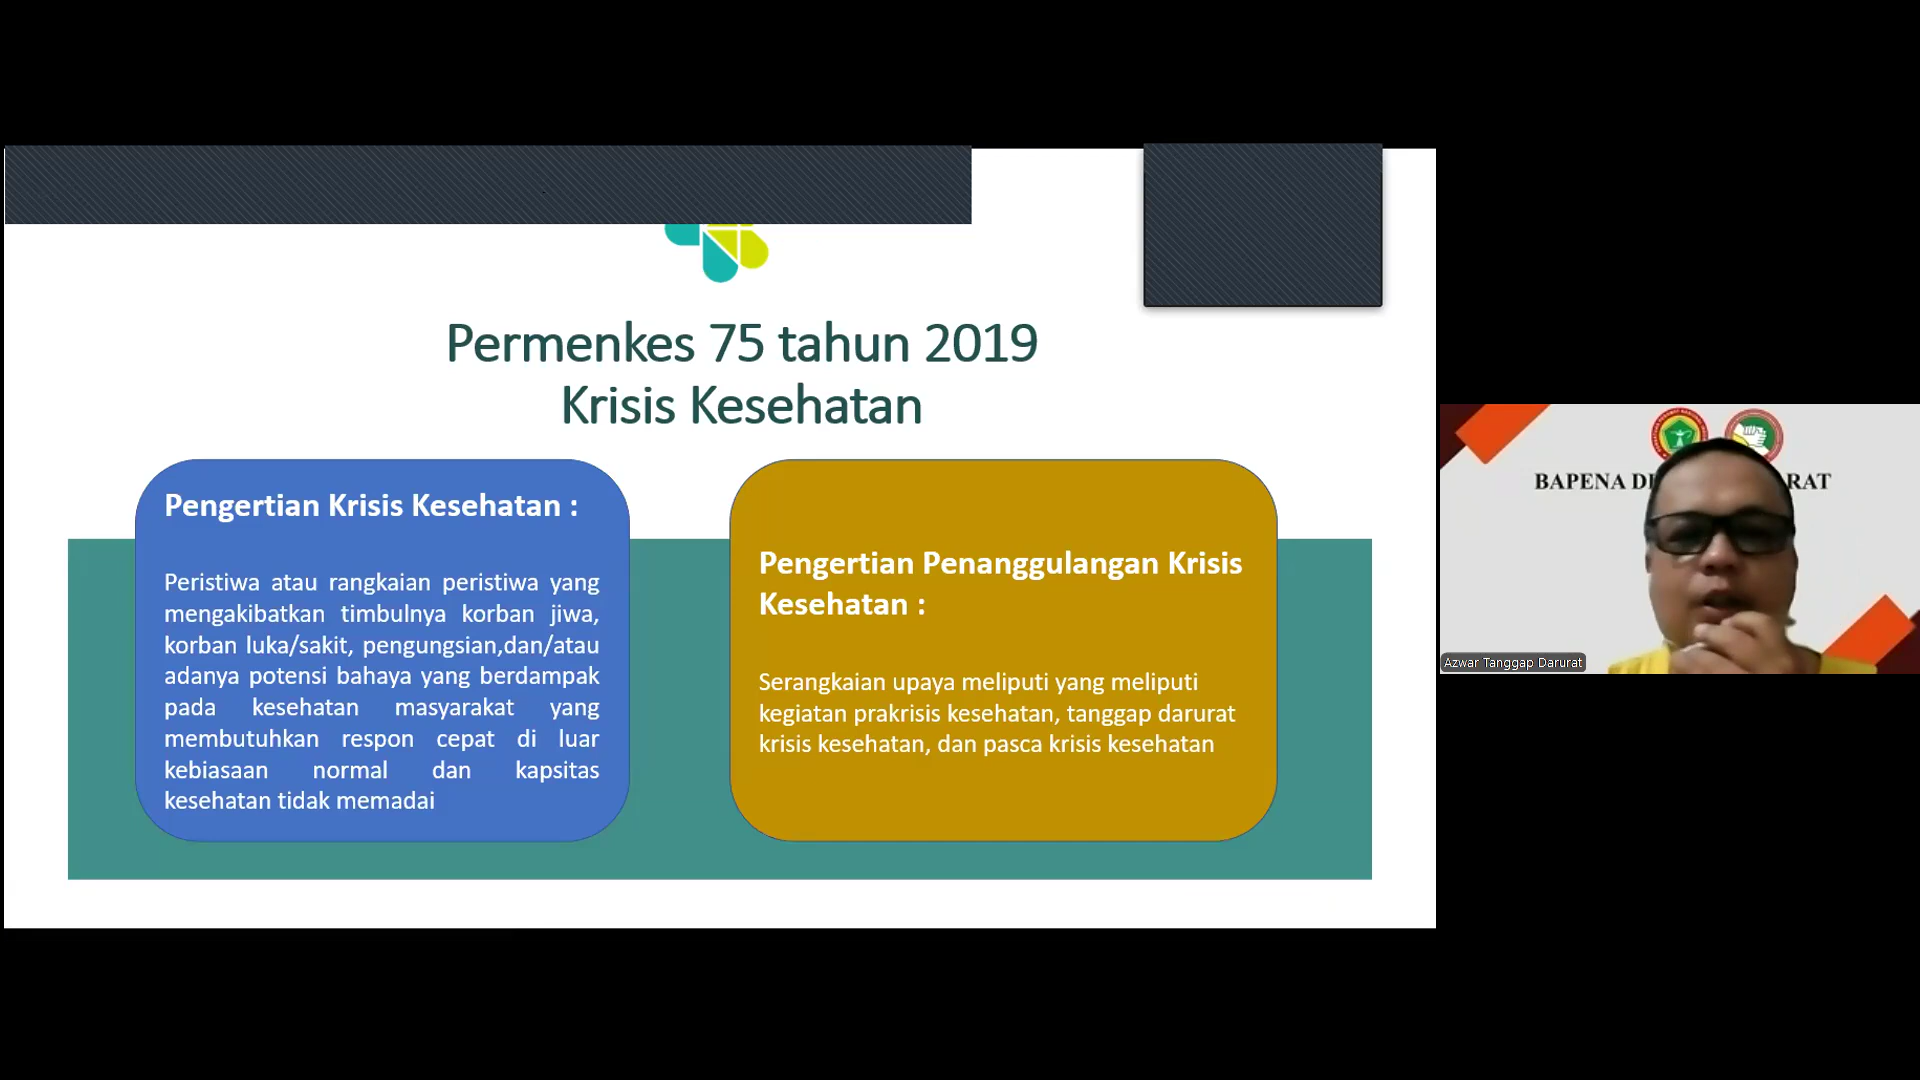 Permenkes 75 tahun 2019
Krisis Kesehatan
Pengertian Krisis Kesehatan :
Peristiwa atau rangkaian peristiwa yang
mengakibatkan timbulnya korban jiwa,
korban luka/sakit, pengungsian,dan/atau
adanya potensi bahaya yang berdampak
pada kesehatan masyarakat yang
membutuhkan respon cepat di luar
kebiasaan normal dan kapsitas
kesehatan tidak memadai
Pengertian Penanggulangan Krisis
Kesehatan :
Serangkaian upaya meliputi yang meliputi
kegiatan prakrisis kesehatan, tanggap darurat
krisis kesehatan, dan pasca krisis kesehatan
BAPENA
Azwar Tanggap Darurat